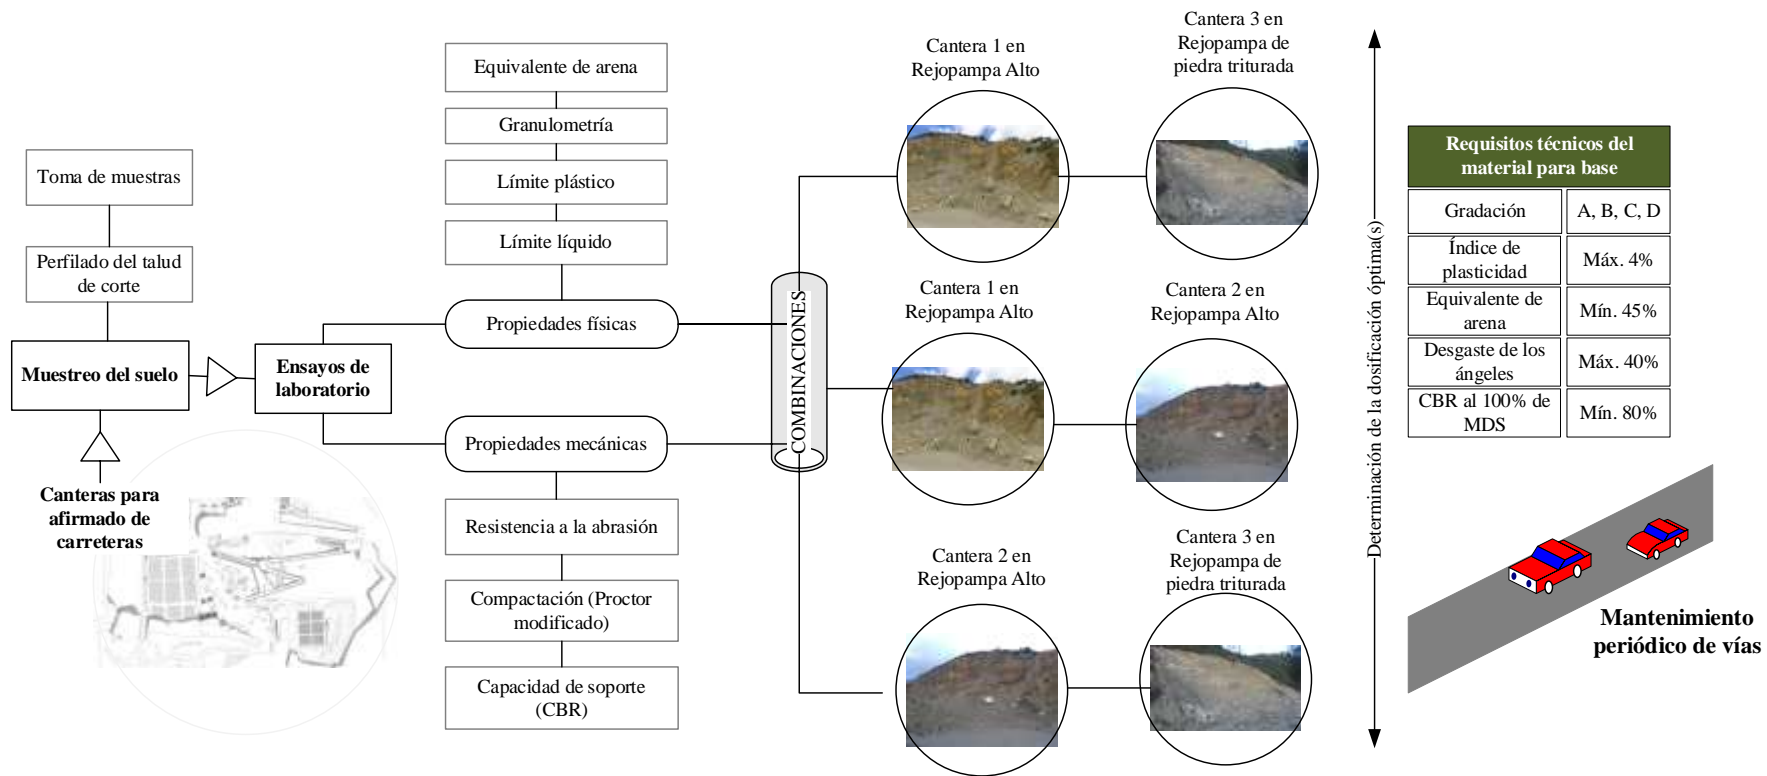 Toma de muestras
Perfilado del talud
de corte
Muestreo del suelo
Canteras para
afirmado de
carreteras
Ensayos de
laboratorio
Equivalente de arena
Granulometría
Límite plástico
Límite líquido
Propiedades físicas
Propiedades mecánicas
Resistencia a la abrasión
Compactación (Proctor
modificado)
Capacidad de soporte
(CBR)
COMBINACIONES
Cantera 1 en
Rejopampa Alto
Cantera 3 en
Rejopampa de
piedra triturada
Cantera 1 en
Rejopampa Alto
Cantera 2 en
Rejopampa Alto
Cantera 2 en
Rejopampa Alto
Cantera 3 en
Rejopampa de
piedra triturada
Determinación de la dosificación óptima(s)
Requisitos técnicos del
material para base
Gradación A, B, C, D
Índice de
plasticidad Máx. 4%
Equivalente de
arena Mín. 45%
Desgaste de los
ángeles Máx. 40%
CBR al 100% de
MDS Mín. 80%
Mantenimiento
periódico de vías